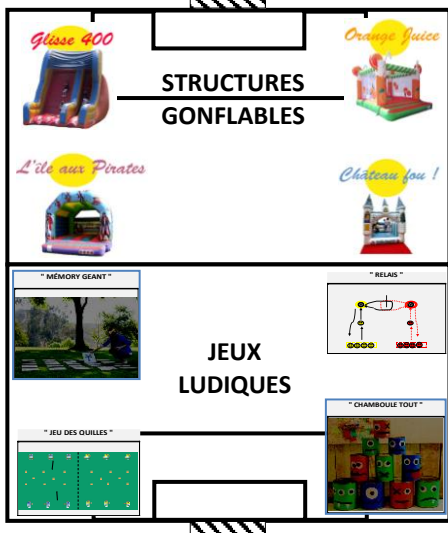 Glisse 400
Orange Juice
STRUCTURES
GONFLABLES
L'île aux Pirates
Château fou !
" MÉMORY GEANT "
" RELAIS "
JEUX
LUDIQUES
" CHAMBOULE TOUT "
" JEU DES QUILLES "